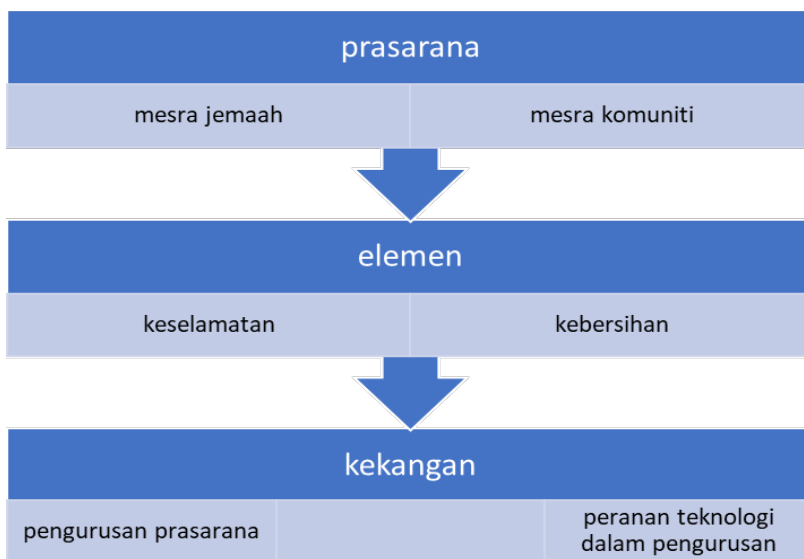 prasarana
mesra jemaah
mesra komuniti
elemen
keselamatan
kebersihan
kekangan
pengurusan prasarana
peranan teknologi
dalam pengurusan